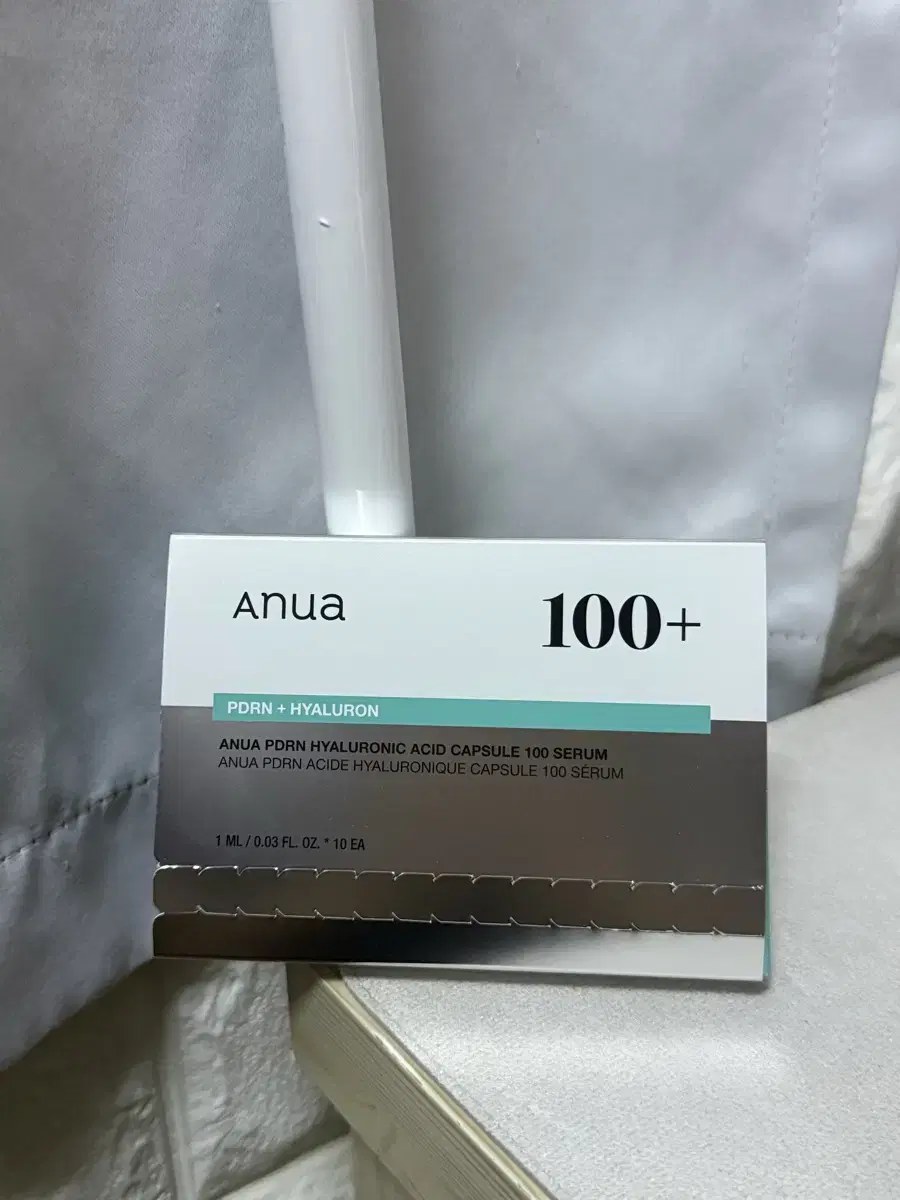 Anua
100+
PDRN + HYALURON
ANUA PDRN HYALURONIC ACID CAPSULE 100 SERUM
ANUA PDRN ACIDE HYALURONIQUE CAPSULE 100 SÉRUM
1 ML / 0.03 FL. OZ. * 10 EA